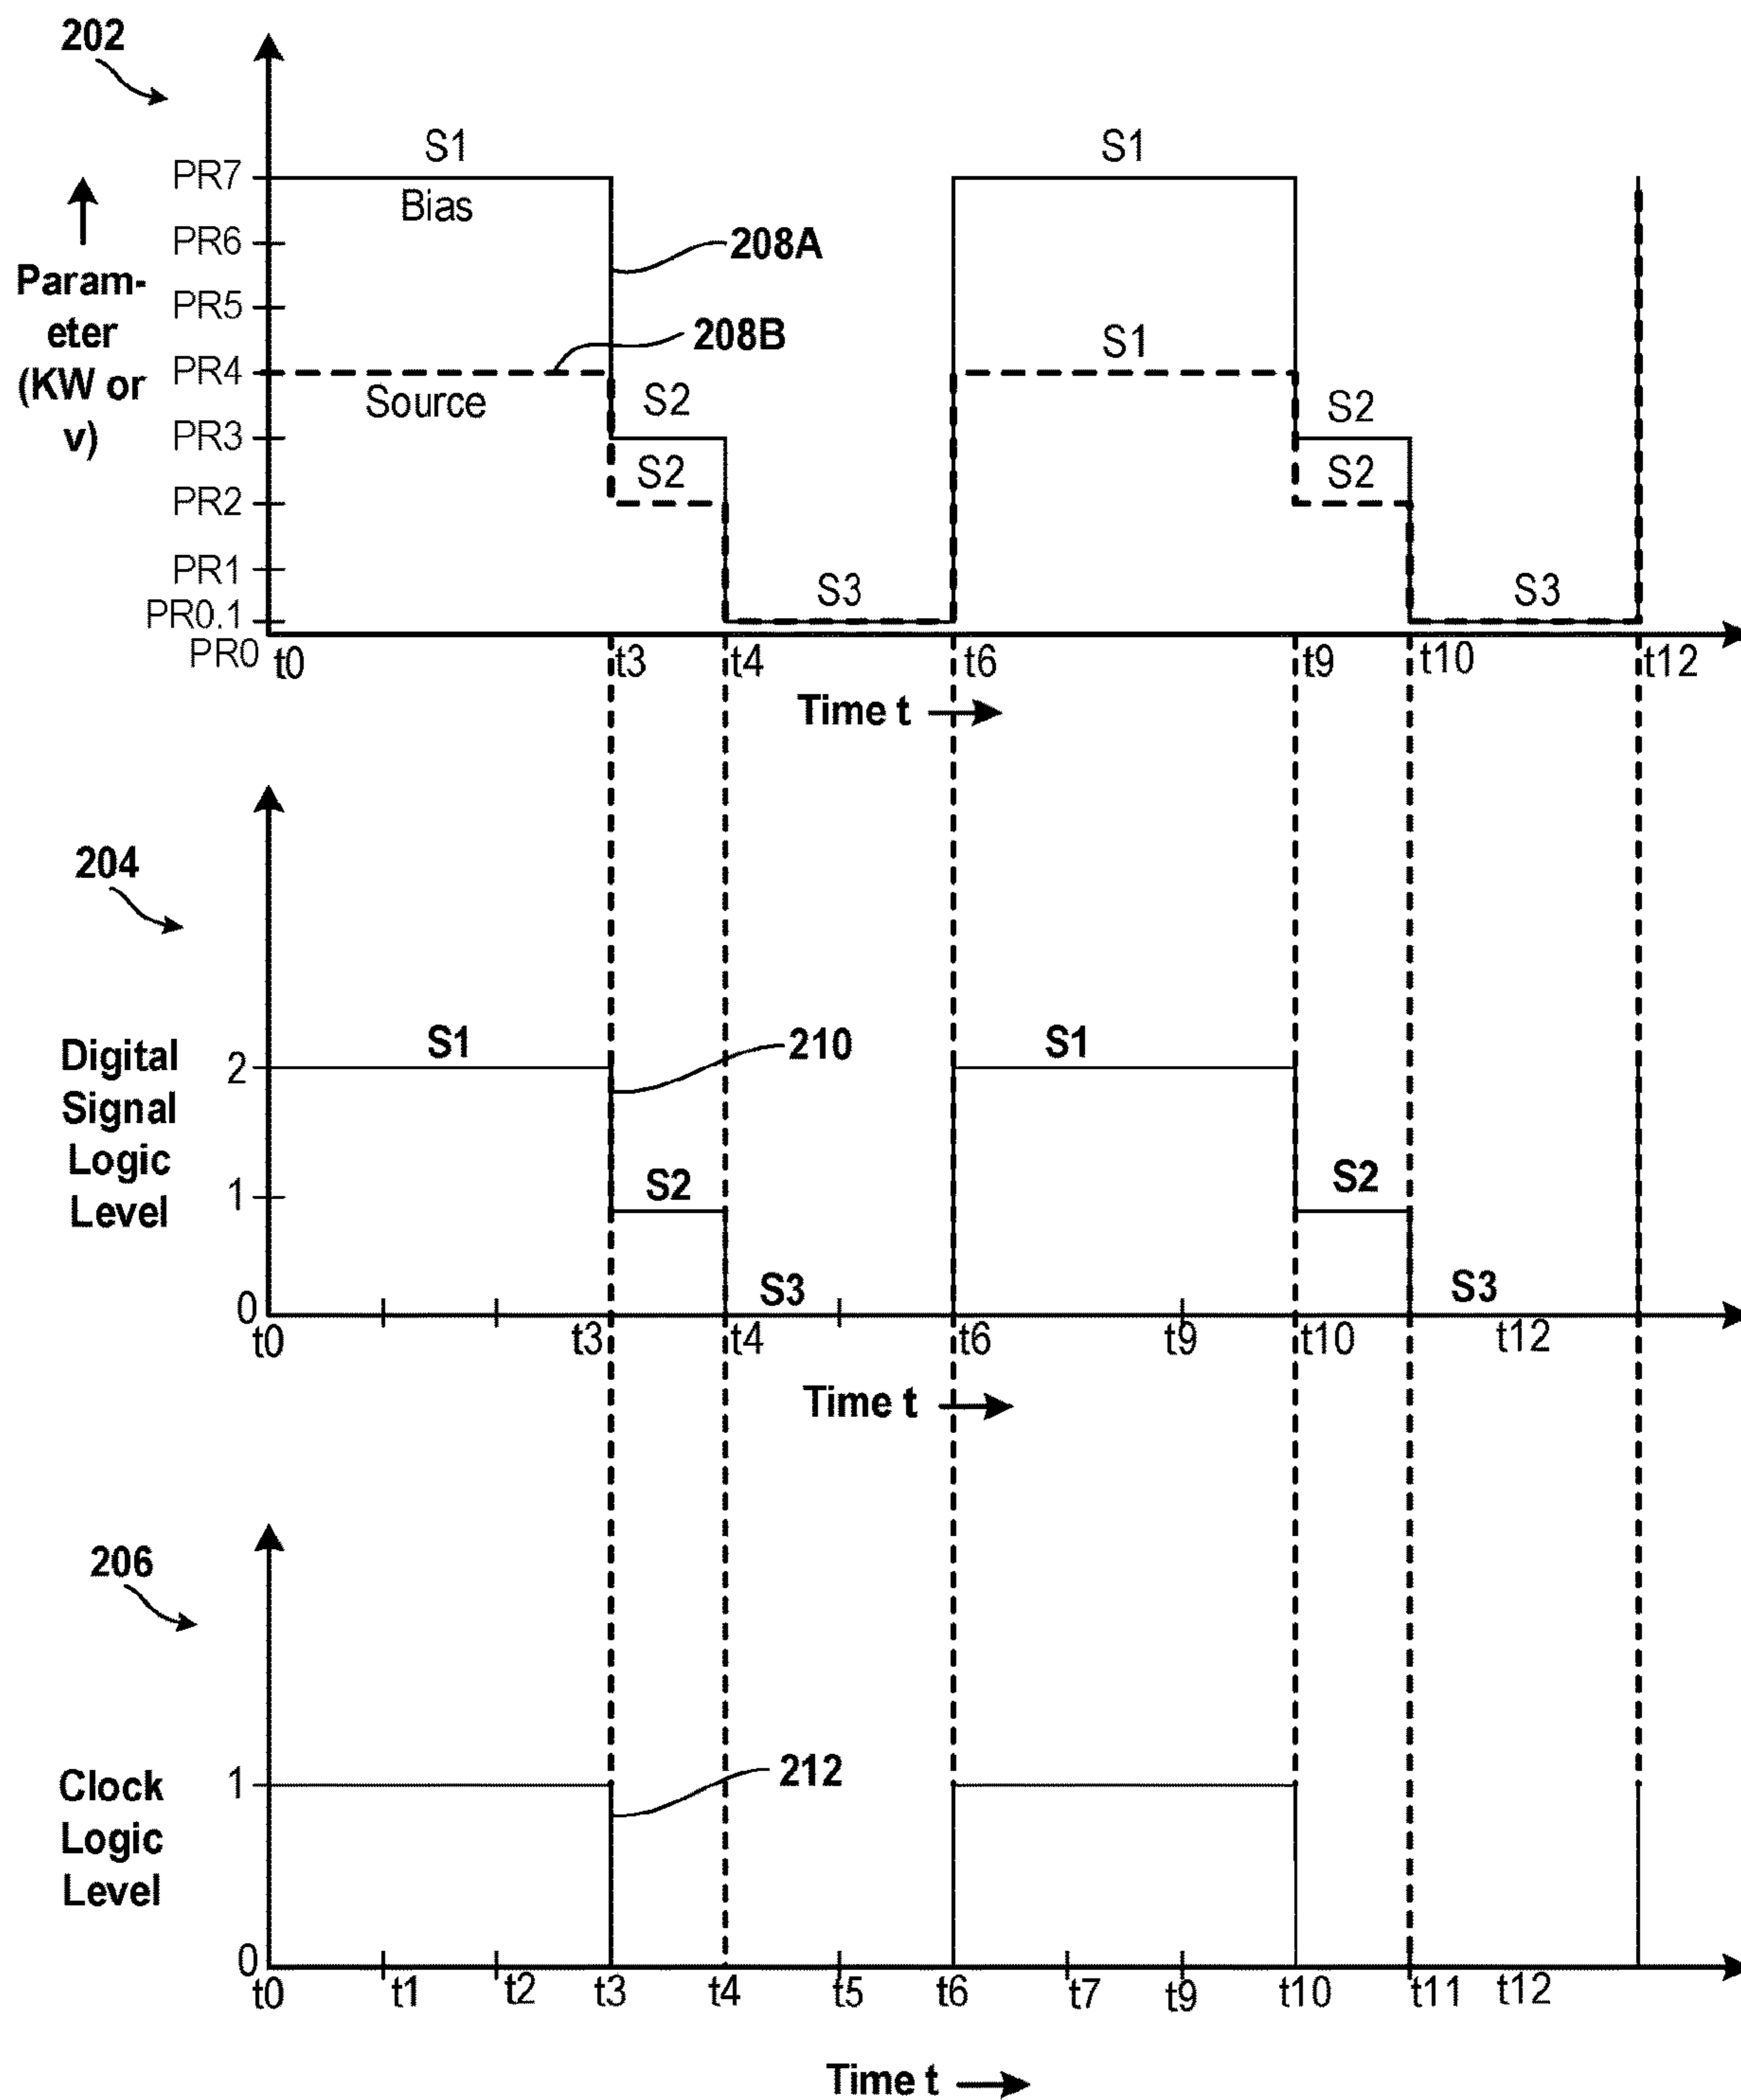 202
S1
S1
PR7
Bias
PR6
208A
Param-
eter
(KW or
v)
PR5
208B
S1
PR4
Source
S2
S2
PR3
S2
S2
PR2
PR1
S3
S3
PR0.1
PR0
t0
t3
t4
t6
t9
t10
t12
Time t
204
S1
S1
210
Digital
Signal
Logic
Level
2
S2
S2
1
S3
S3
0
t0
t3
t4
t6
t9
t10
t12
Time t
206
212
Clock
Logic
Level
1
0
t0
t1
t2
t3
t4
t5
t6
t7
t9
t10
t11
t12
Time t